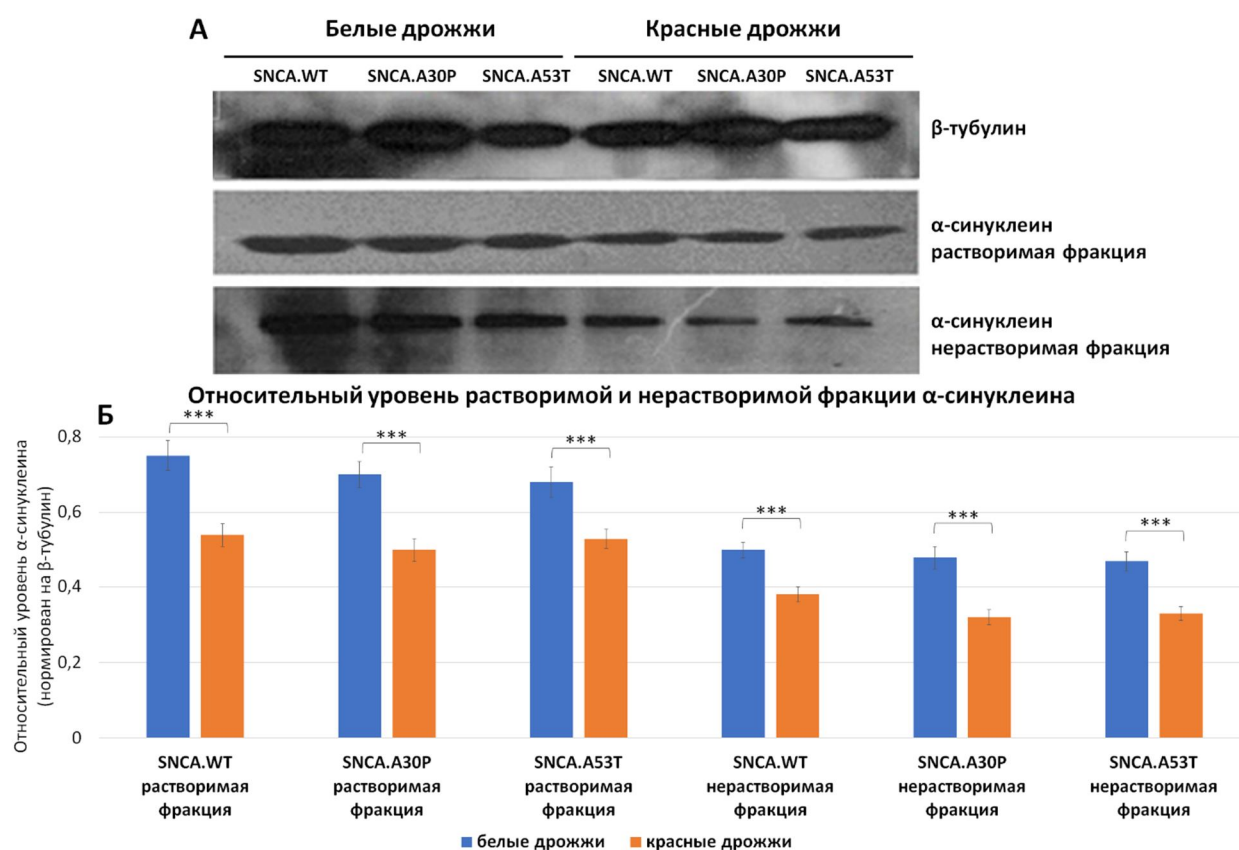 А
Белые дрожжи
Красные дрожжи
SNCA.WT
SNCA.A30P
SNCA.A53T
SNCA.WT
SNCA.A30P
SNCA.A53T
β-тубулин
α-синуклеин
растворимая фракция
α-синуклеин
нерастворимая фракция
Относительный уровень растворимой и нерастворимой фракции α-синуклеина
Б
Относительный уровень α-синуклеина
(нормирован на β-тубулин)
0,8
0,6
0,4
0,2
0
***
***
***
***
***
***
SNCA.WT
растворимая
фракция
SNCA.A30P
растворимая
фракция
SNCA.A53T
растворимая
фракция
SNCA.WT
нерастворимая
фракция
SNCA.A30P
нерастворимая
фракция
SNCA.A53T
нерастворимая
фракция
белые дрожжи
красные дрожжи